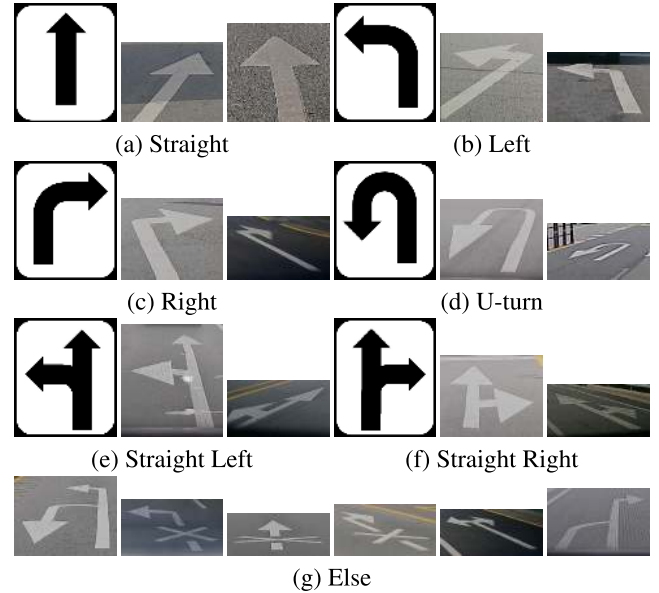 (a) Straight
(b) Left
(c) Right
(d) U-turn
(e) Straight Left
(f) Straight Right
(g) Else